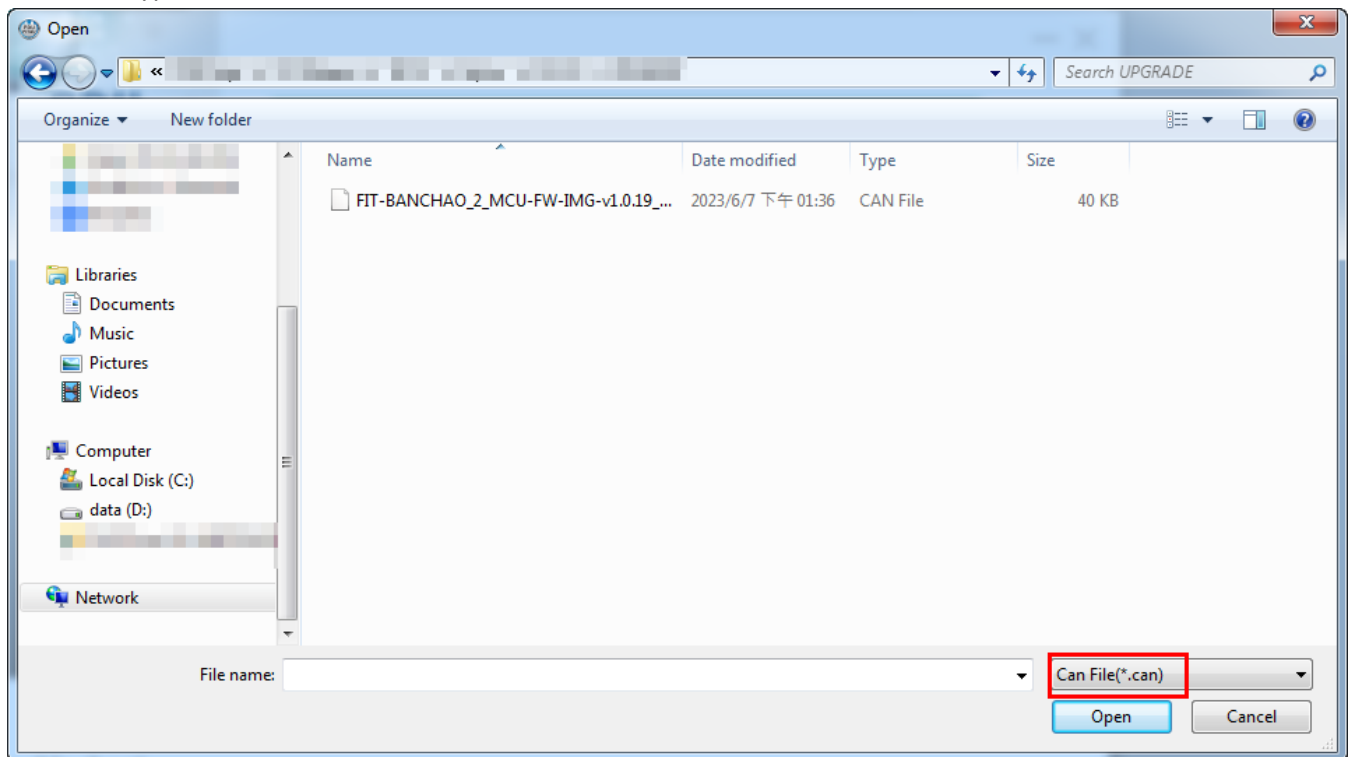 Open
«
Search UPGRADE
Organize
New folder
Name
Date modified
Type
Size
FIT-BANCHAO_2_MCU-FW-IMG-v1.0.19_...
2023/6/7 下午 01:36
CAN File
40 KB
Libraries
Documents
Music
Pictures
Videos
Computer
Local Disk (C:)
data (D:)
Network
File name:
Can File(*.can)
Open
Cancel